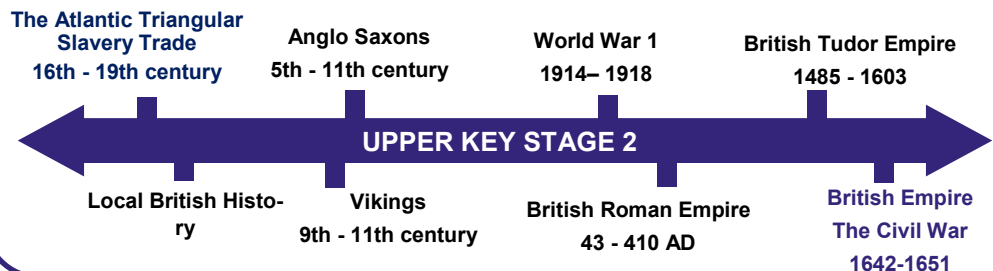 The Atlantic Triangular
Slavery Trade
16th - 19th century
Anglo Saxons
5th - 11th century
World War 1
1914– 1918
British Tudor Empire
1485 - 1603
UPPER KEY STAGE 2
Local British Histo-
ry
Vikings
9th - 11th century
British Roman Empire
43 - 410 AD
British Empire
The Civil War
1642-1651